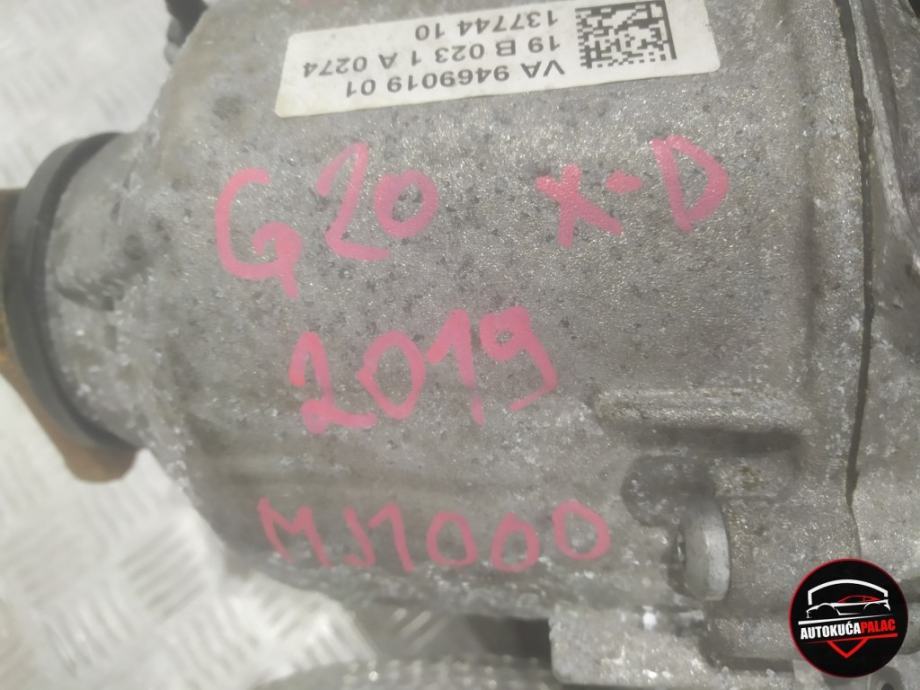 VA 9469019 01
19 B 023 1 A 0274
137744 10
G20 X-D
2019
MJ1000
AUTOKUĆAPALAC